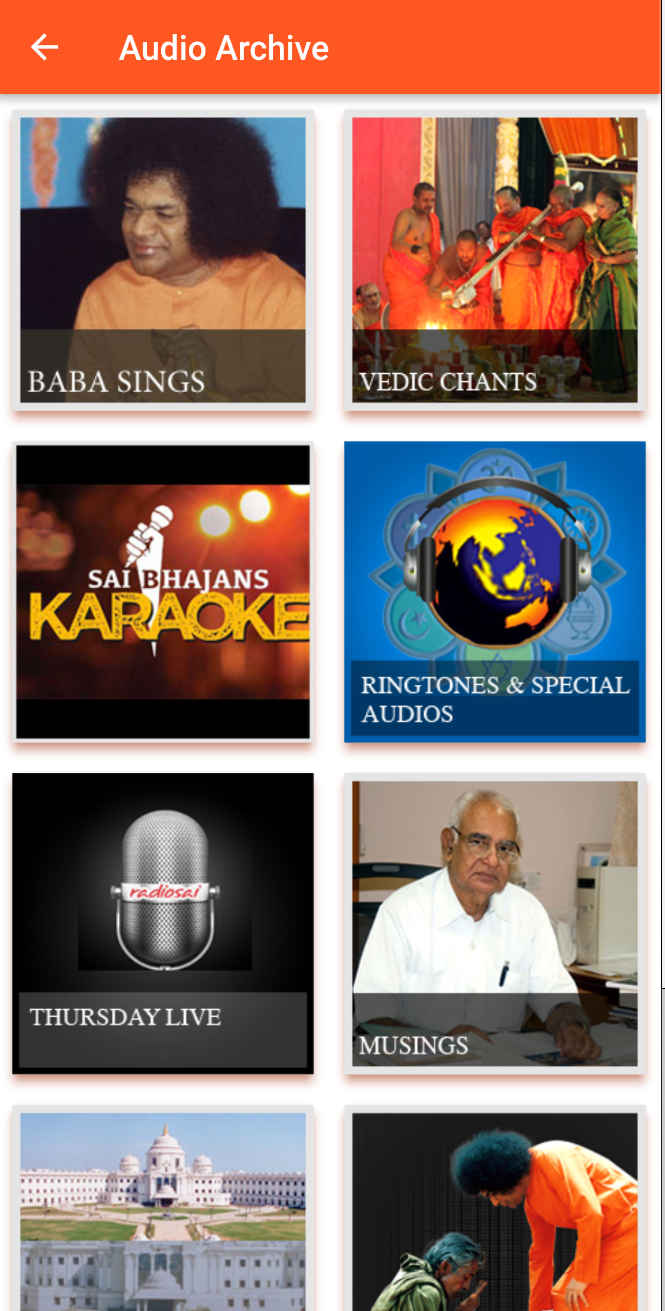 Audio Archive
BABA SINGS
VEDIC CHANTS
SAI BHAJANS
KARAOKE
RINGTONES & SPECIAL
AUDIOS
radiosai
THURSDAY LIVE
MUSINGS